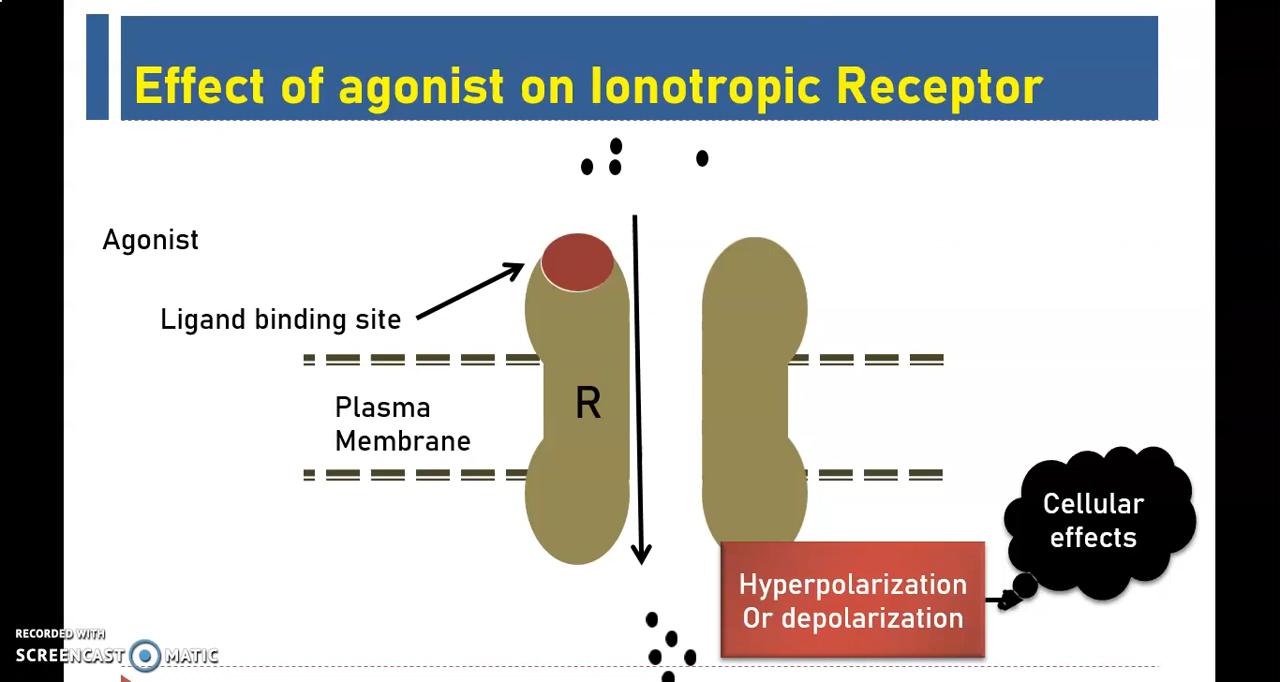 Effect of agonist on Ionotropic Receptor
Agonist
Ligand binding site
R
Plasma
Membrane
Cellular
effects
Hyperpolarization
Or depolarization
RECORDED WITH
SCREENCAST MATIC